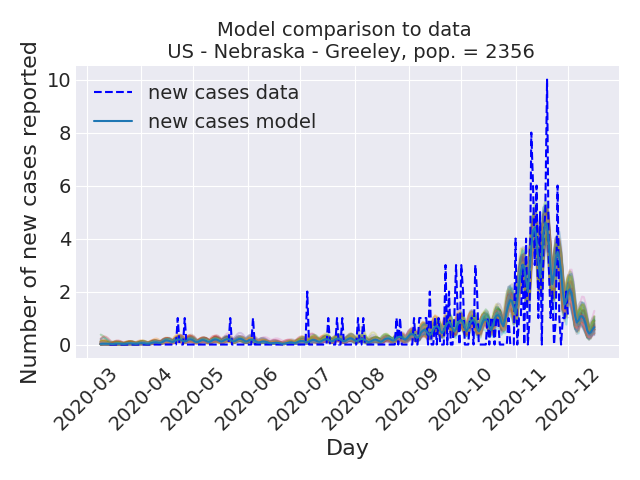 Model comparison to data
US - Nebraska - Greeley, pop. = 2356
Number of new cases reported
10
8
6
4
2
0
new cases data
new cases model
2020-03
2020-04
2020-05
2020-06
2020-07
2020-08
2020-09
2020-10
2020-11
2020-12
Day